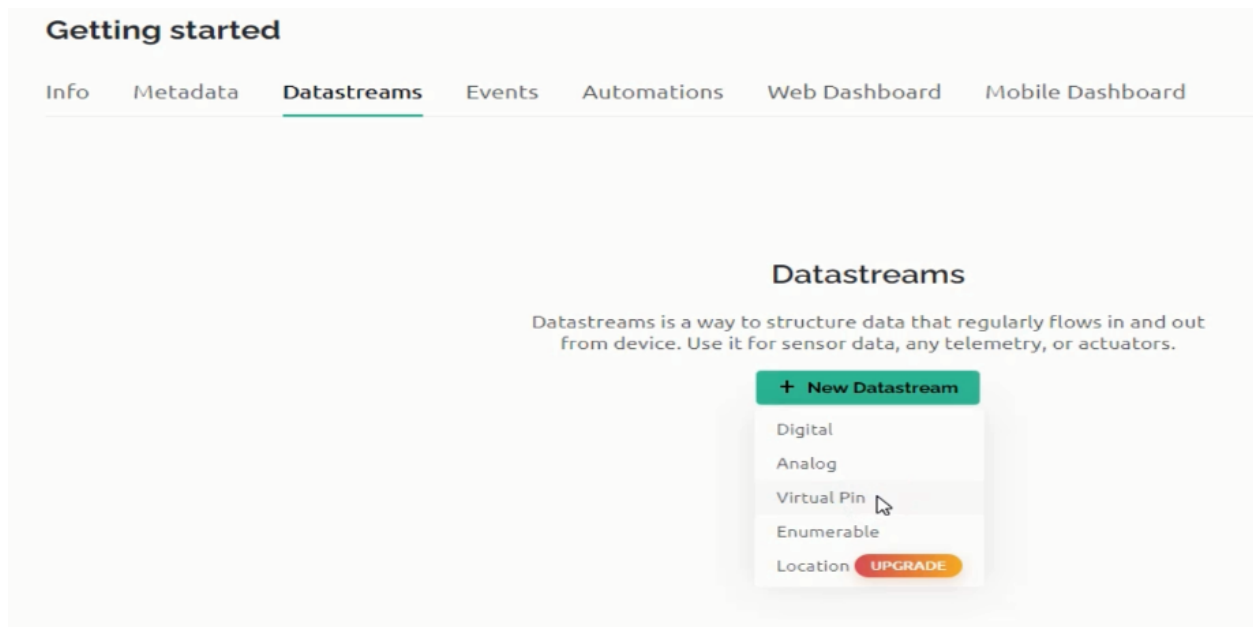 Getting started
Info Metadata Datastreams Events Automations Web Dashboard Mobile Dashboard
Datastreams
Datastreams is a way to structure data that regularly flows in and out
from device. Use it for sensor data, any telemetry, or actuators.
+ New Datastream
Digital
Analog
Virtual Pin
Enumerable
Location UPGRADE